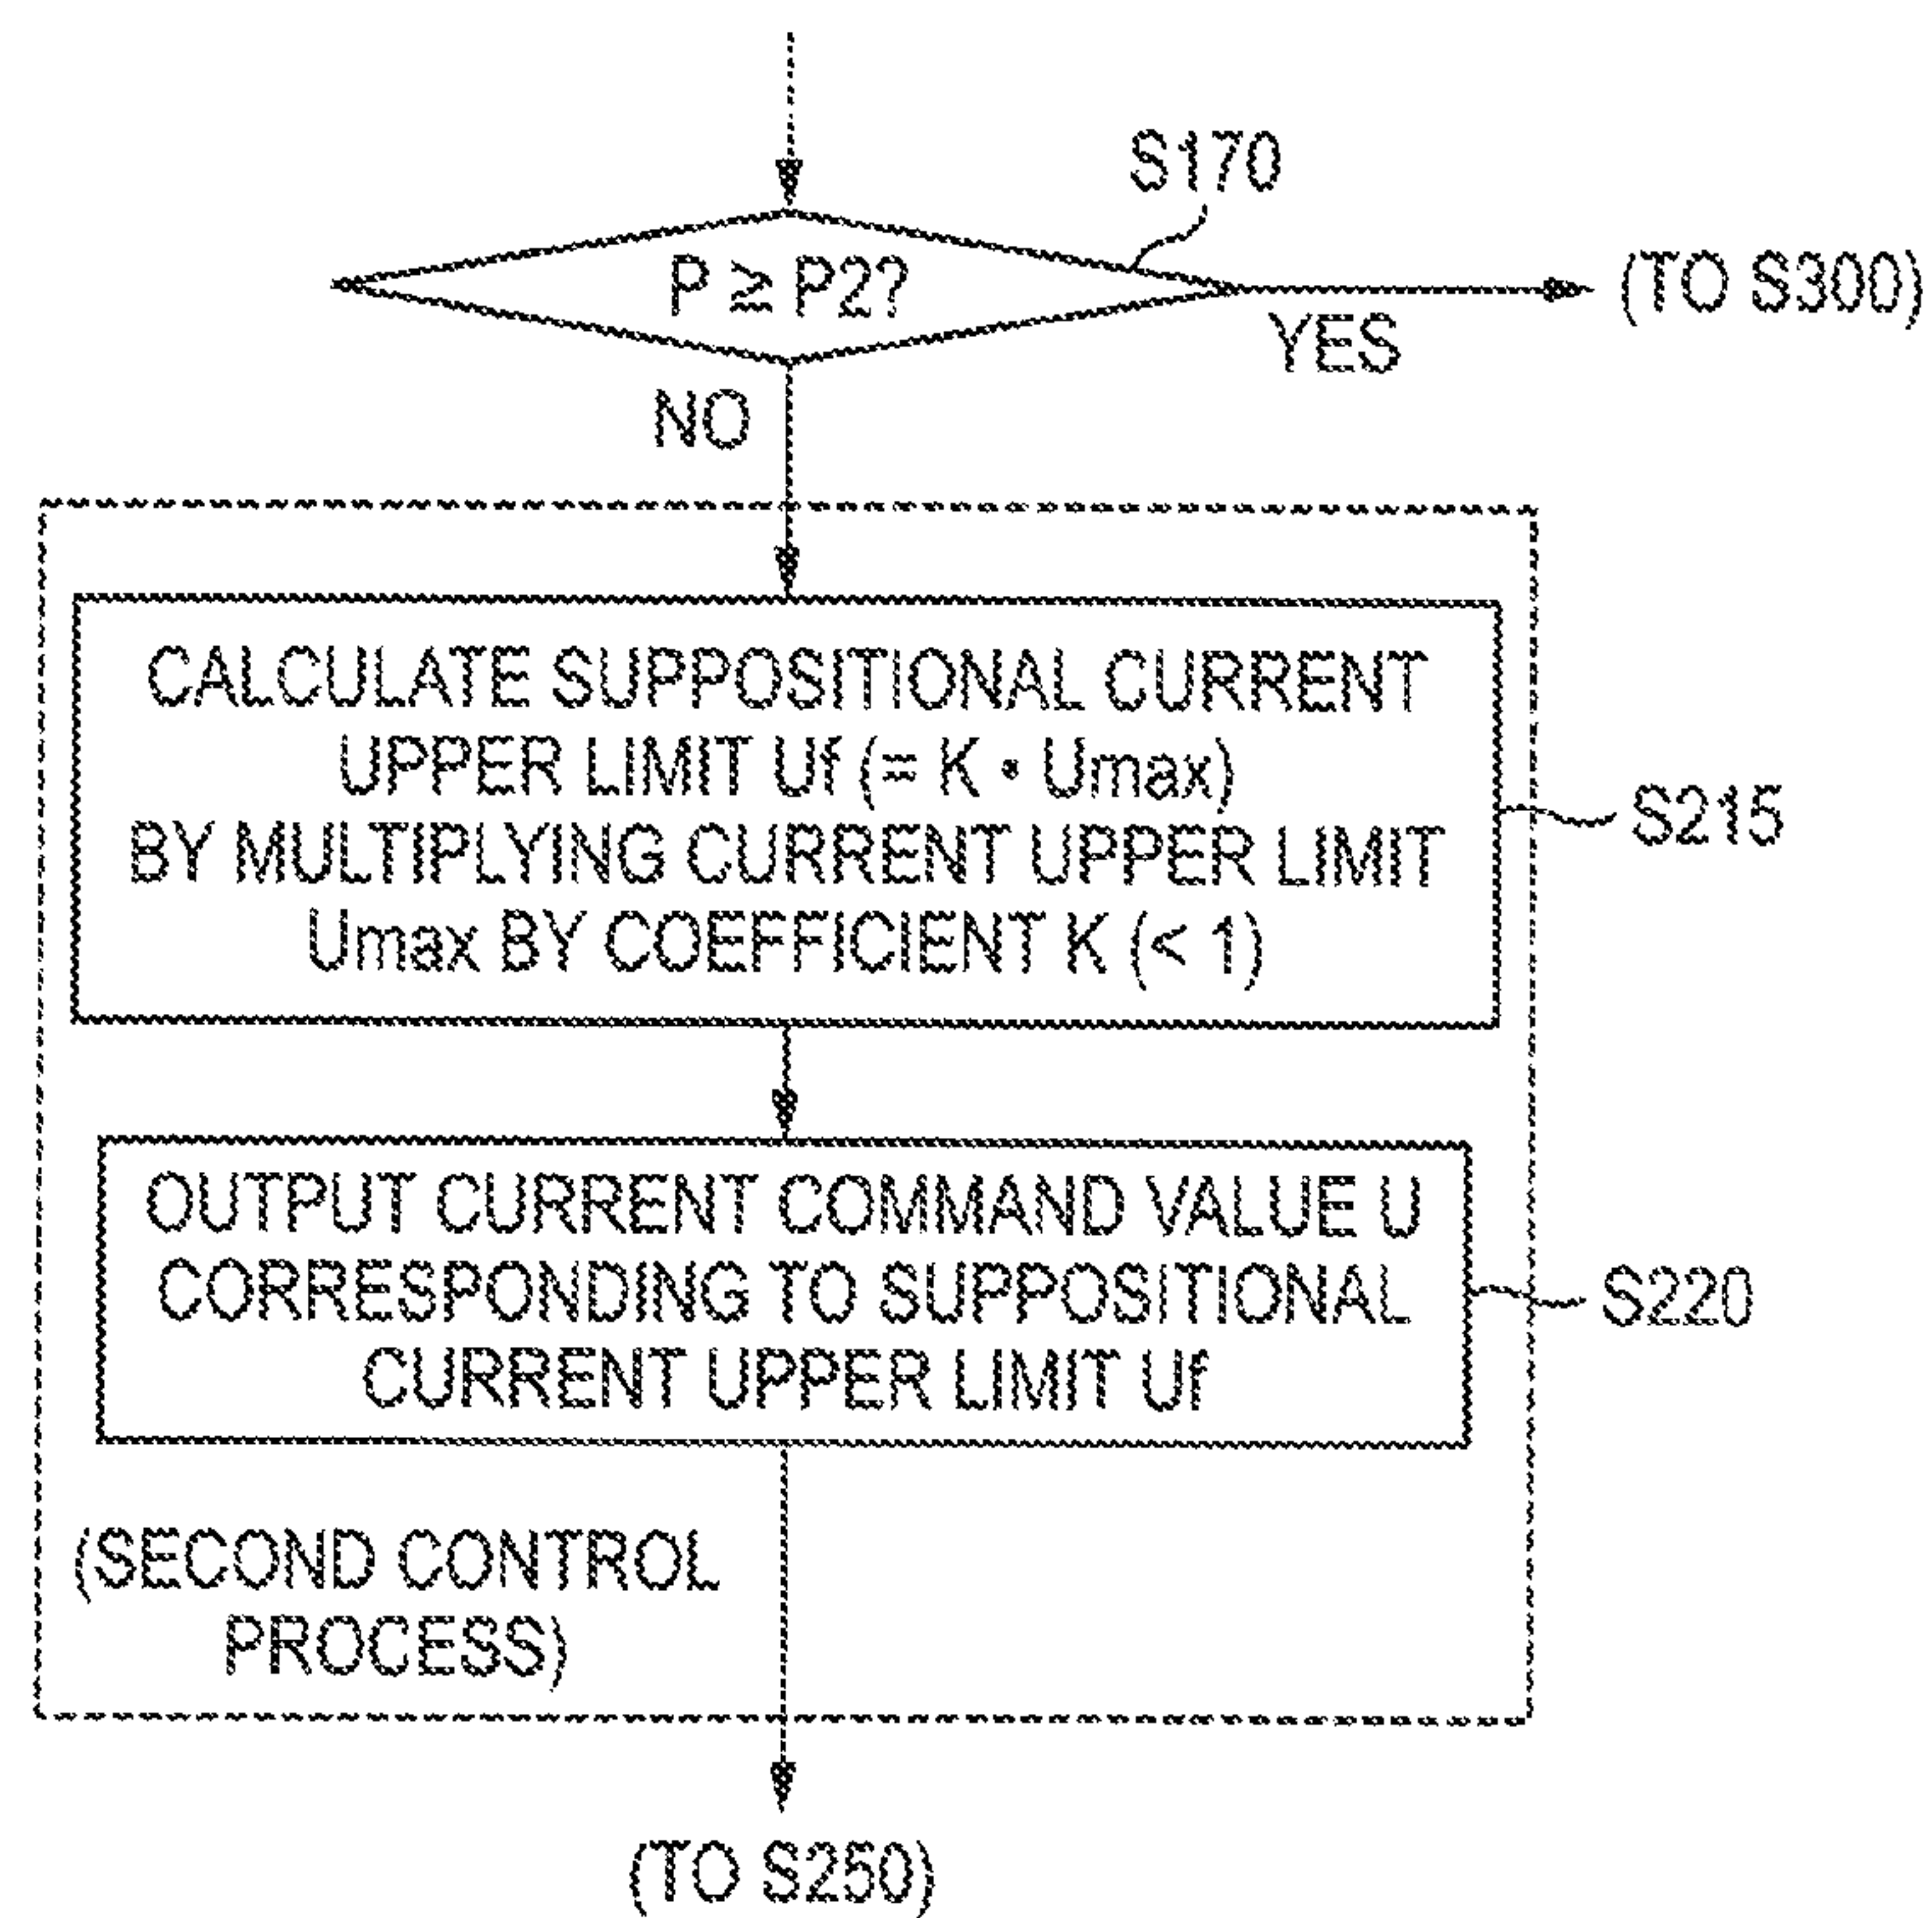 S170
P ≧ P2?
(TO S300)
YES
NO
CALCULATE SUPPOSITIONAL CURRENT
UPPER LIMIT Uf (= K • Umax)
BY MULTIPLYING CURRENT UPPER LIMIT
Umax BY COEFFICIENT K (< 1)
S215
OUTPUT CURRENT COMMAND VALUE U
CORRESPONDING TO SUPPOSITIONAL
CURRENT UPPER LIMIT Uf
S220
(SECOND CONTROL
PROCESS)
(TO S250)